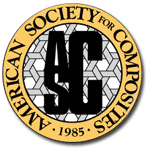 AMERICAN SOCIETY FOR COMPOSITES
ASC
· 1985 ·